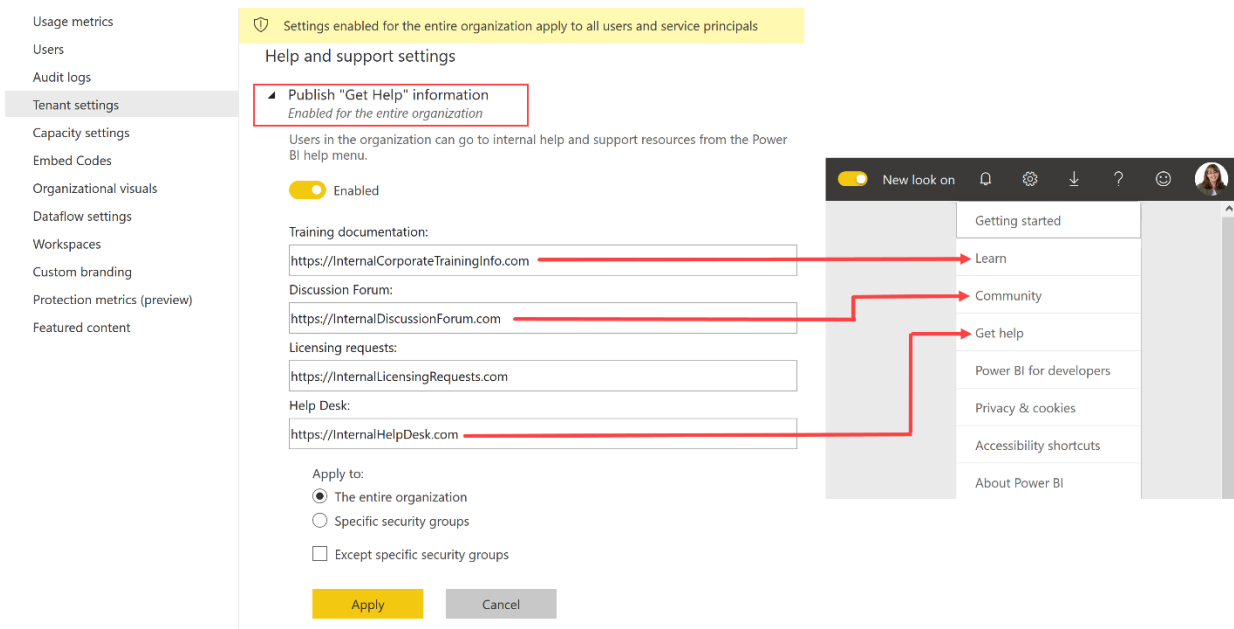 Usage metrics
Users
Audit logs
Tenant settings
Capacity settings
Embed Codes
Organizational visuals
Dataflow settings
Workspaces
Custom branding
Protection metrics (preview)
Featured content
Settings enabled for the entire organization apply to all users and service principals
Help and support settings
Publish "Get Help" information
Enabled for the entire organization
Users in the organization can go to internal help and support resources from the Power
BI help menu.
Enabled
Training documentation:
https://InternalCorporateTrainingInfo.com
Discussion Forum:
https://InternalDiscussionForum.com
Licensing requests:
https://InternalLicensingRequests.com
Help Desk:
https://InternalHelpDesk.com
Apply to:
The entire organization
Specific security groups
Except specific security groups
Apply
Cancel
New look on
?
Getting started
Learn
Community
Get help
Power BI for developers
Privacy & cookies
Accessibility shortcuts
About Power BI